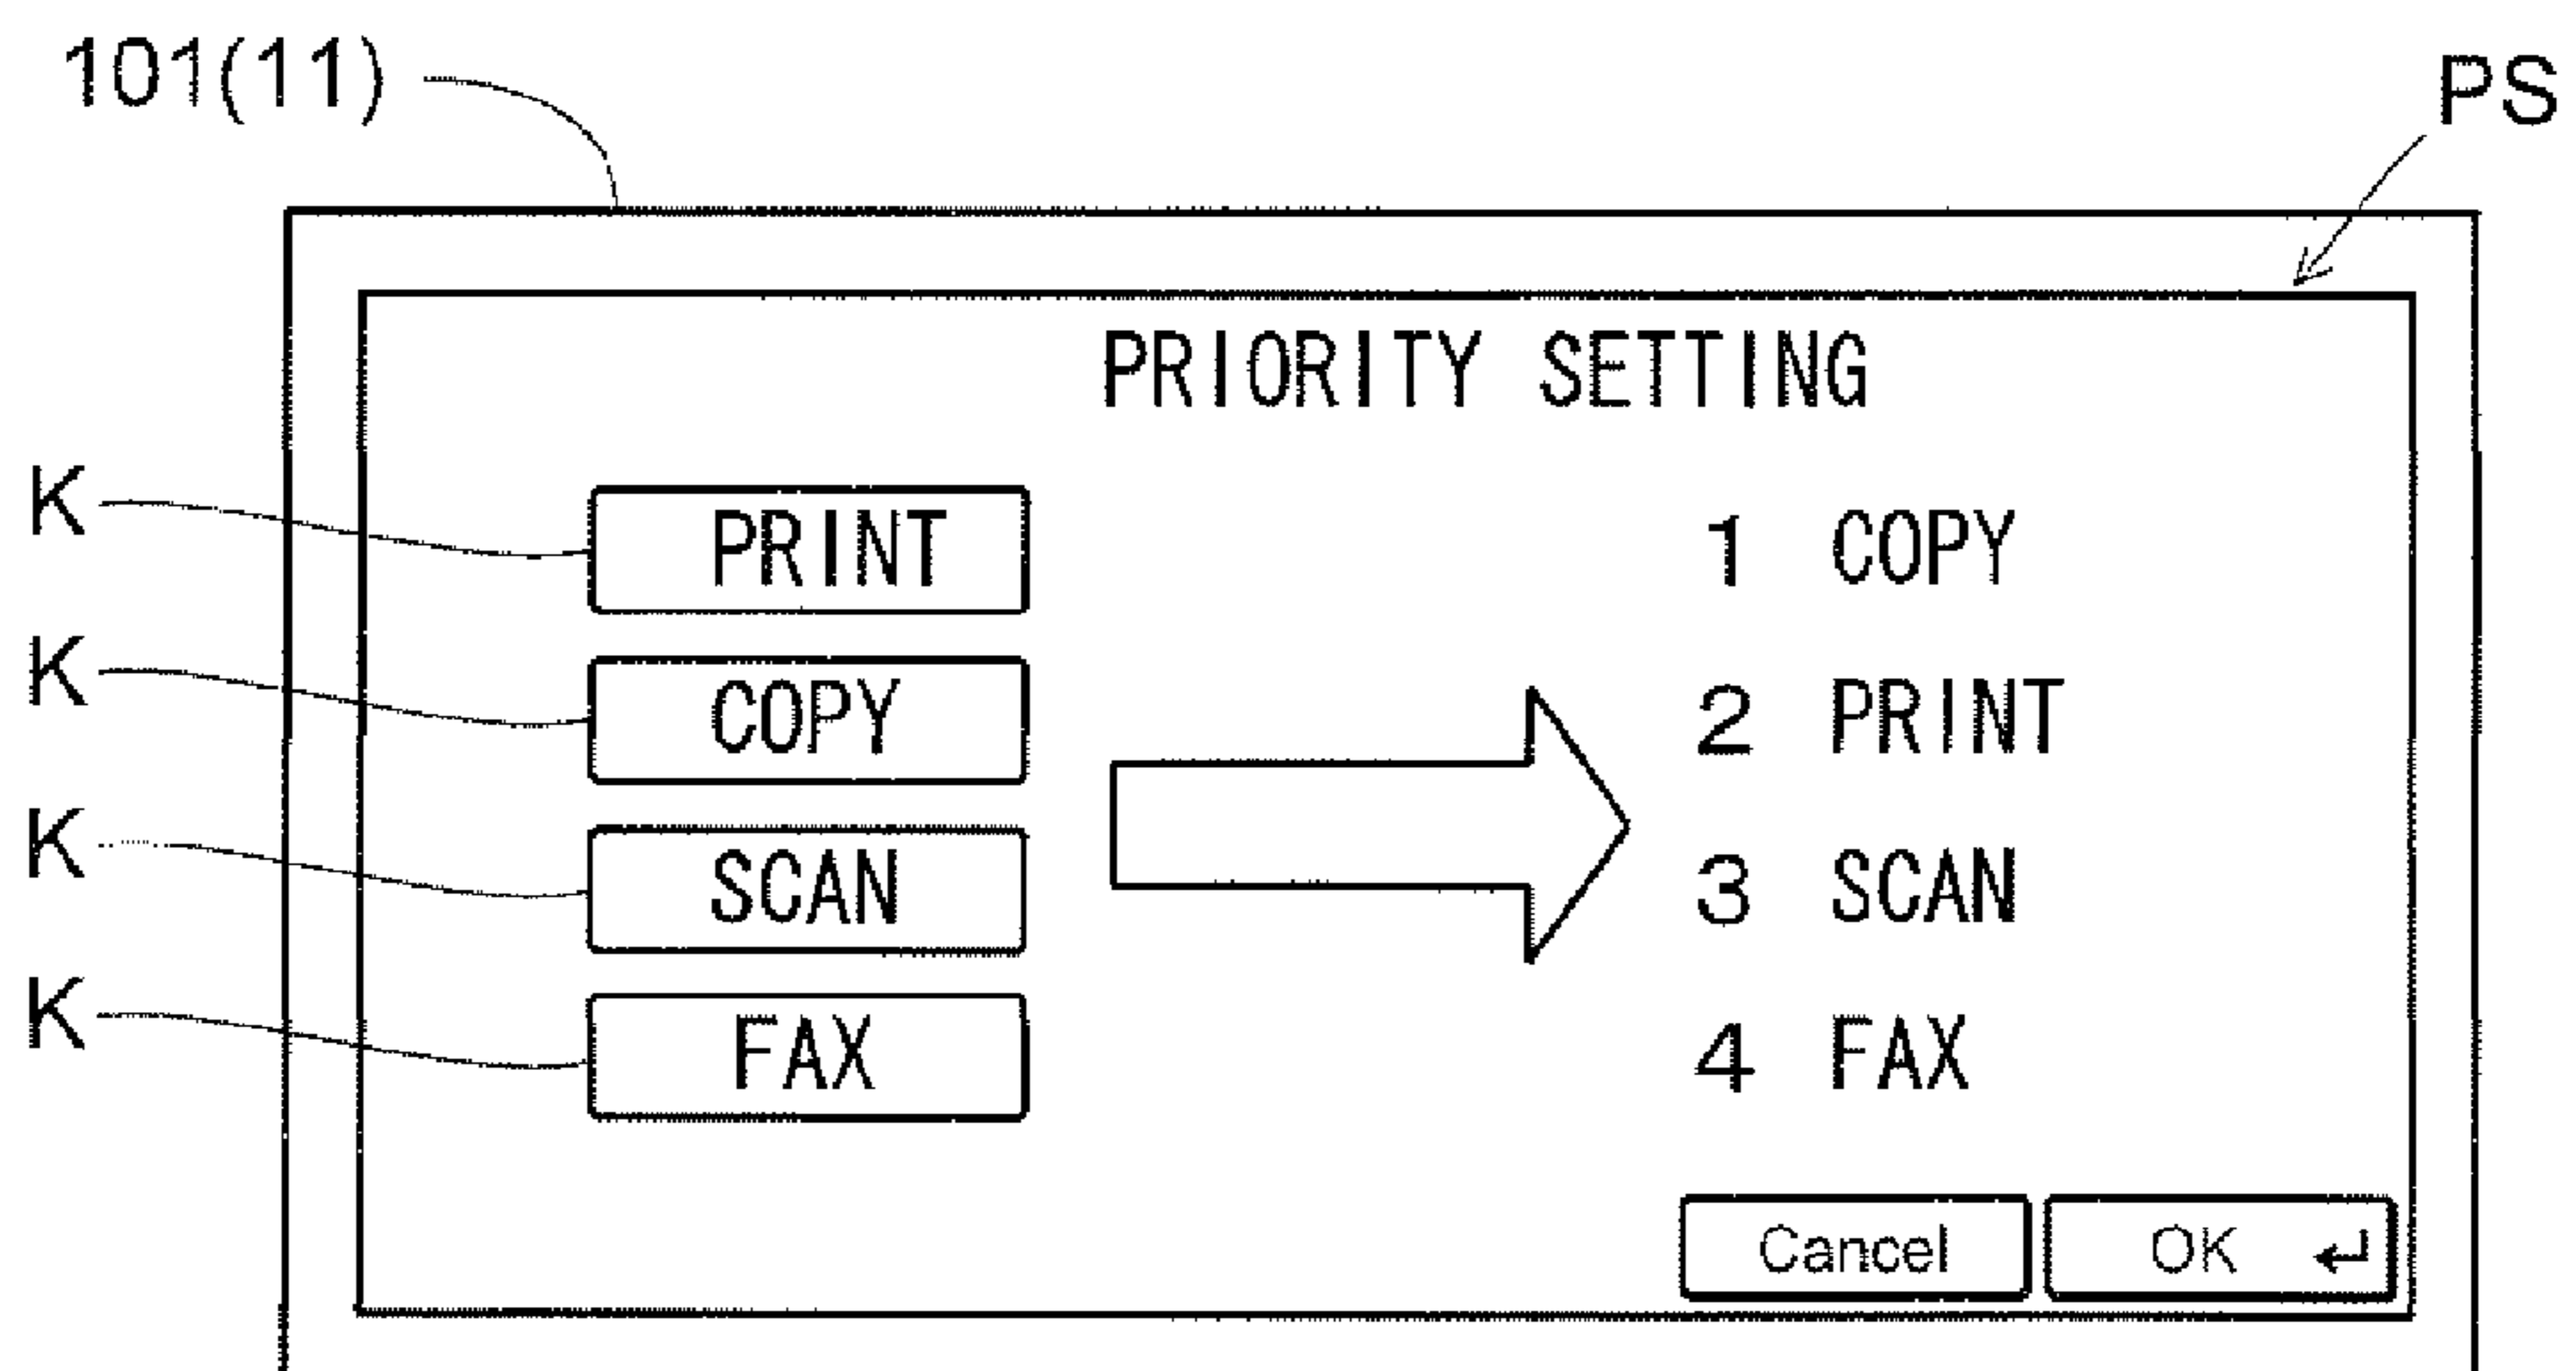 101(11)
PS
PRIORITY SETTING
K PRINT 1 COPY
K COPY 2 PRINT
K SCAN 3 SCAN
K FAX 4 FAX
Cancel OK ↵